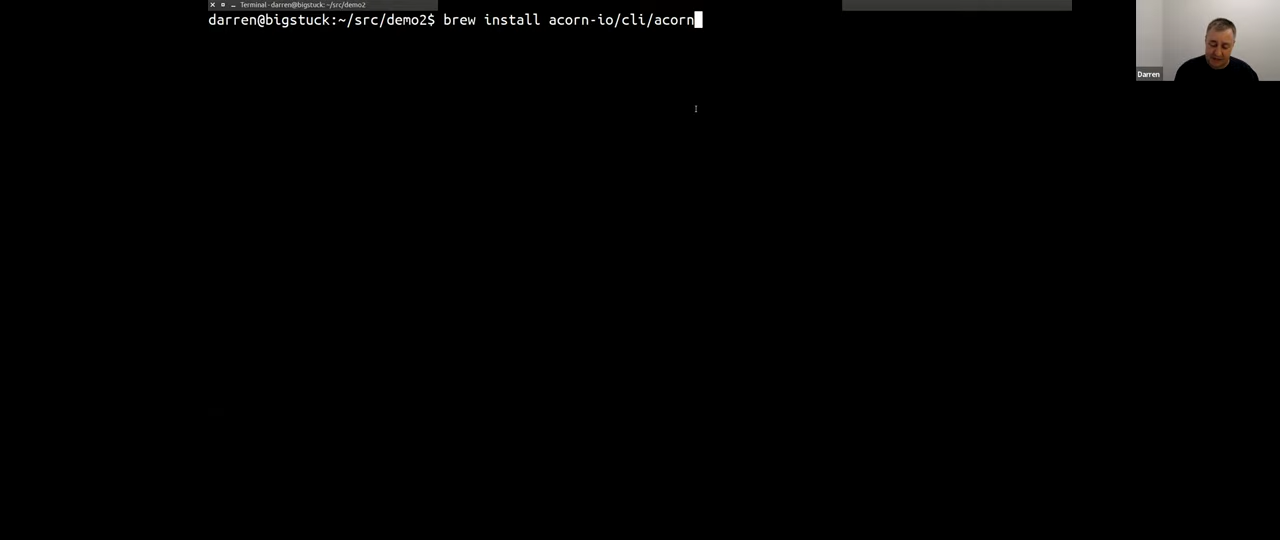 Terminal - darren@bigstuck: ~/src/demo2
darren@bigstuck:~/src/demo2$ brew install acorn-io/cli/acorn
Darren